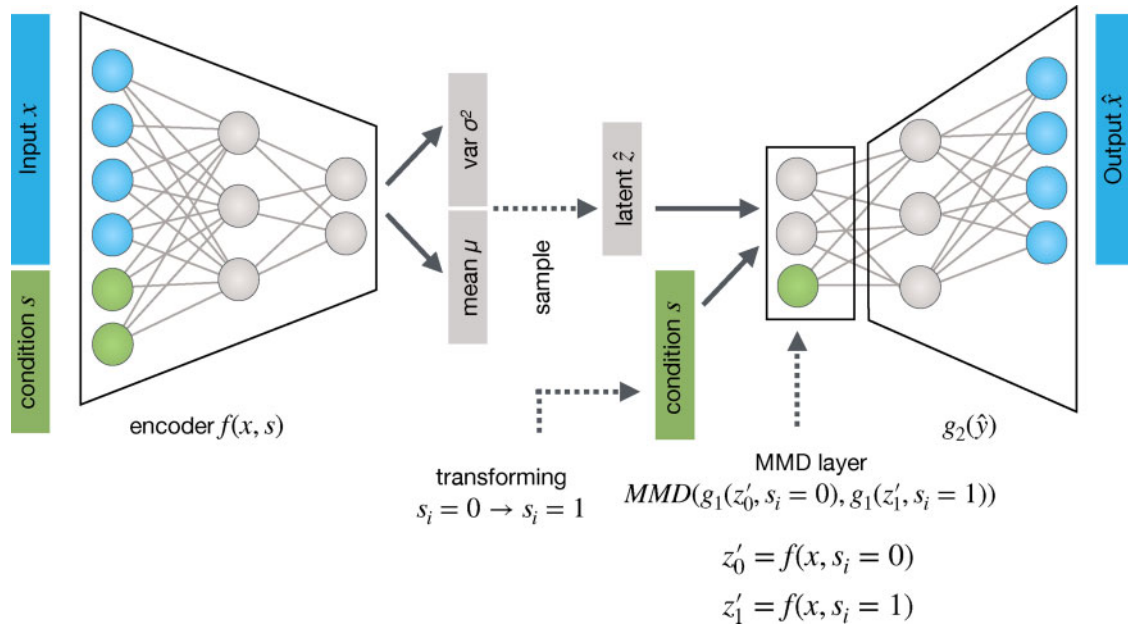 Input x
condition s
encoder f(x, s)
var σ²
mean μ
sample
latent ẑ
condition s
transforming
sᵢ = 0 → sᵢ = 1
MMD layer
MMD(g₁(z′₀, sᵢ = 0), g₁(z′₁, sᵢ = 1))
z′₀ = f(x, sᵢ = 0)
z′₁ = f(x, sᵢ = 1)
g₂(ŷ)
Output x̂